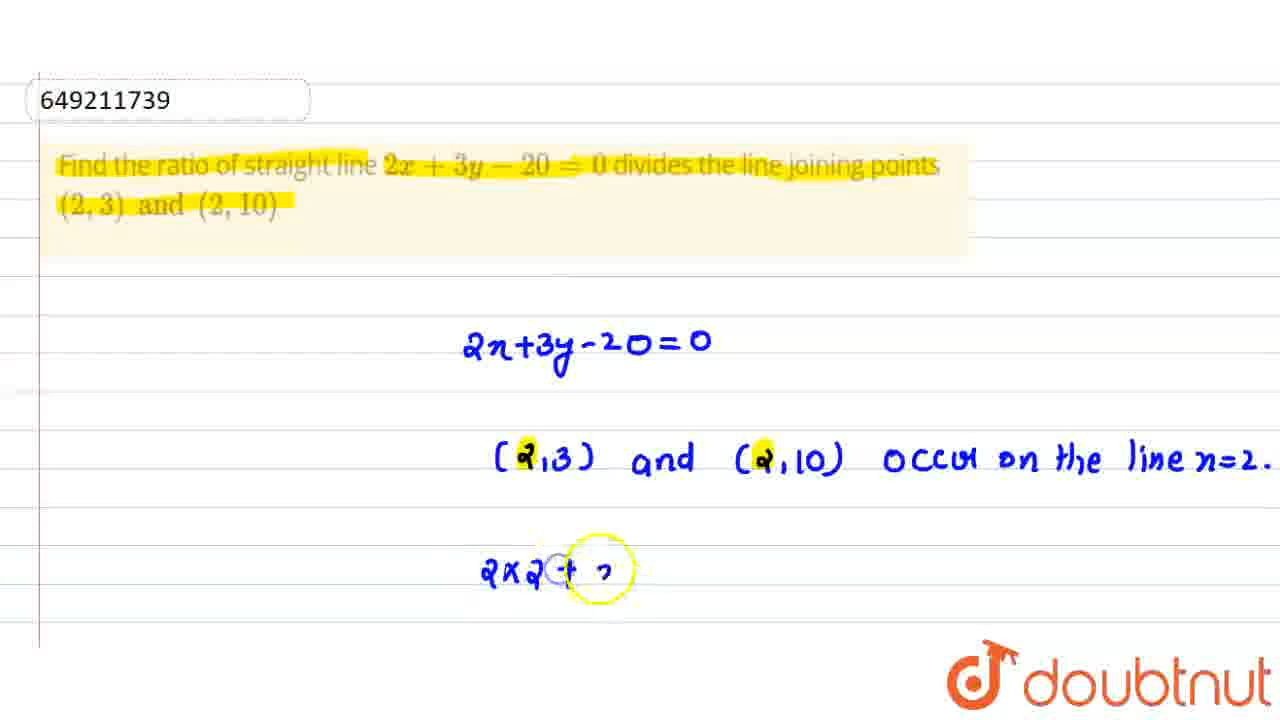 649211739
Find the ratio of straight line 2x + 3y − 20 = 0 divides the line joining points
(2, 3) and (2, 10)
2x+3y-20=0
(2,3) and (2,10) occur on the line x=2.
2×2+
doubtnut